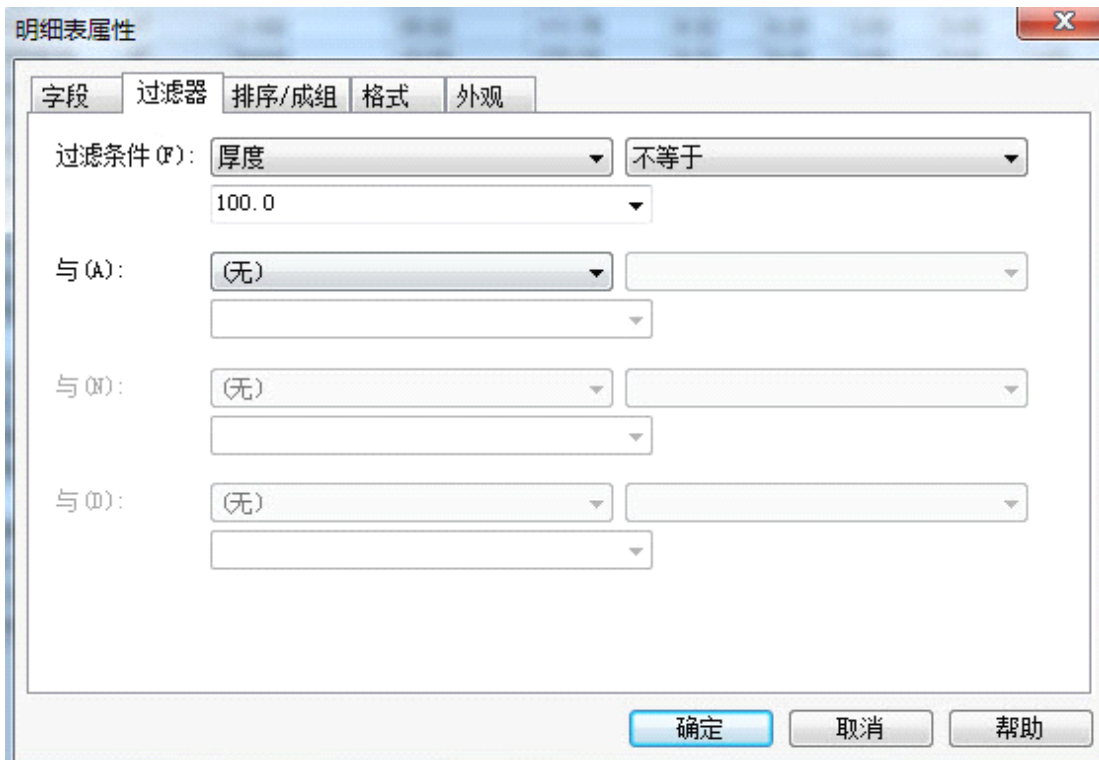 明细表属性
字段 过滤器 排序/成组 格式 外观
过滤条件(F): 厚度 不等于
100.0
与(A): (无)
与(N): (无)
与(D): (无)
确定 取消 帮助